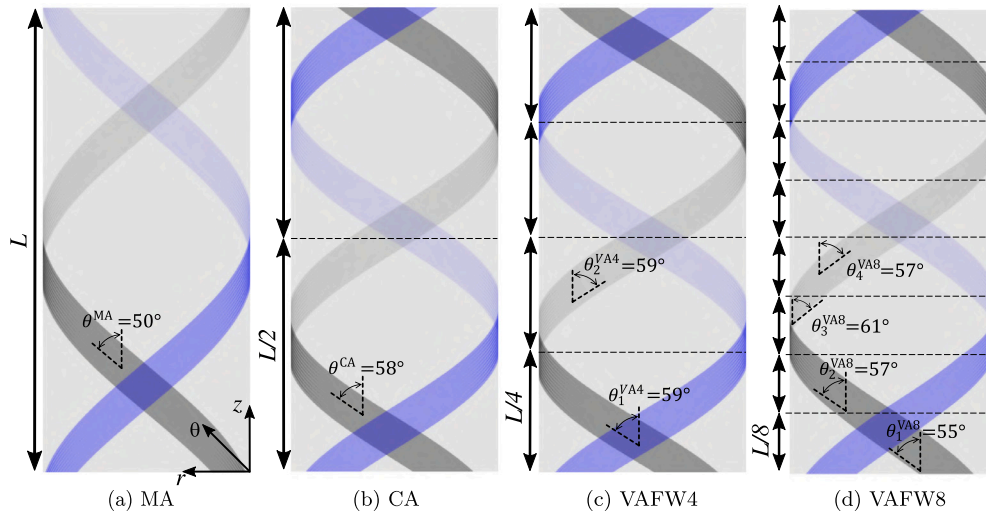 L
θ^MA=50°
θ
z
r
(a) MA
L/2
θ^CA=58°
(b) CA
L/4
θ_2^VA4=59°
θ_1^VA4=59°
(c) VAFW4
L/8
θ_4^VA8=57°
θ_3^VA8=61°
θ_2^VA8=57°
θ_1^VA8=55°
(d) VAFW8